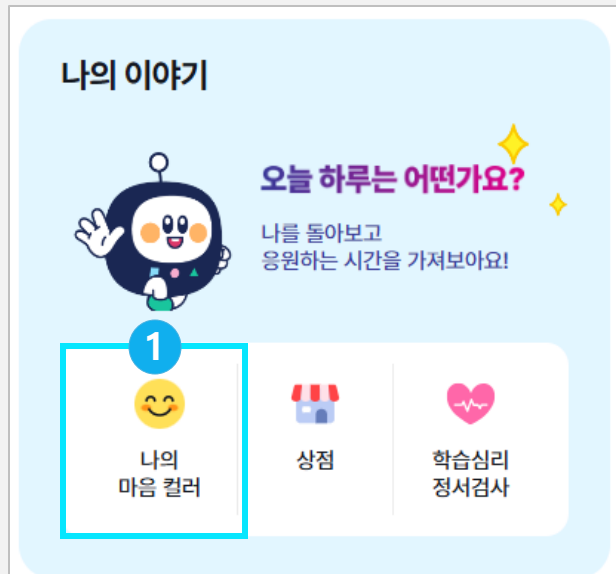 나의 이야기
오늘 하루는 어떤가요?
나를 돌아보고
응원하는 시간을 가져보아요!
1
나의
마음 컬러
상점
학습심리
정서검사